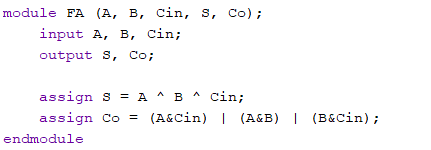 module FA (A, B, Cin, S, Co);
    input A, B, Cin;
    output S, Co;

    assign S = A ^ B ^ Cin;
    assign Co = (A&Cin) | (A&B) | (B&Cin);
endmodule